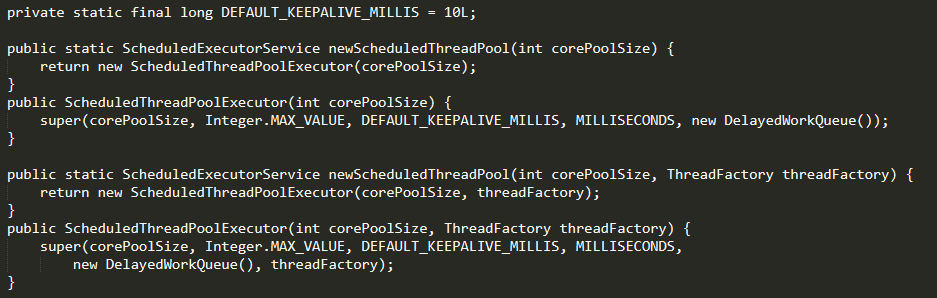 private static final long DEFAULT_KEEPALIVE_MILLIS = 10L;
public static ScheduledExecutorService newScheduledThreadPool(int corePoolSize) {
return new ScheduledThreadPoolExecutor(corePoolSize);
}
public ScheduledThreadPoolExecutor(int corePoolSize) {
super(corePoolSize, Integer.MAX_VALUE, DEFAULT_KEEPALIVE_MILLIS, MILLISECONDS, new DelayedWorkQueue());
}
public static ScheduledExecutorService newScheduledThreadPool(int corePoolSize, ThreadFactory threadFactory) {
return new ScheduledThreadPoolExecutor(corePoolSize, threadFactory);
}
public ScheduledThreadPoolExecutor(int corePoolSize, ThreadFactory threadFactory) {
super(corePoolSize, Integer.MAX_VALUE, DEFAULT_KEEPALIVE_MILLIS, MILLISECONDS,
new DelayedWorkQueue(), threadFactory);
}